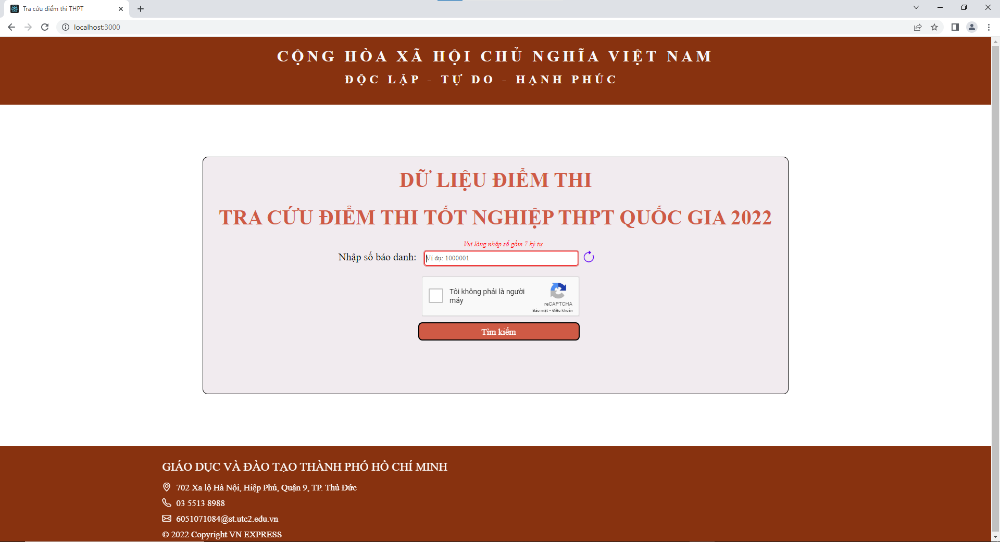 Tra cứu điểm thi THPT
localhost:3000
CỘNG HÒA XÃ HỘI CHỦ NGHĨA VIỆT NAM
ĐỘC LẬP - TỰ DO - HẠNH PHÚC
DỮ LIỆU ĐIỂM THI
TRA CỨU ĐIỂM THI TỐT NGHIỆP THPT QUỐC GIA 2022
Vui lòng nhập số gồm 7 ký tự
Nhập số báo danh: Ví dụ: 1000001
Tôi không phải là người
máy
reCAPTCHA
Bảo mật - Điều khoản
Tìm kiếm
GIÁO DỤC VÀ ĐÀO TẠO THÀNH PHỐ HỒ CHÍ MINH
702 Xa lộ Hà Nội, Hiệp Phú, Quận 9, TP. Thủ Đức
03 5513 8988
6051071084@st.utc2.edu.vn
© 2022 Copyright VN EXPRESS